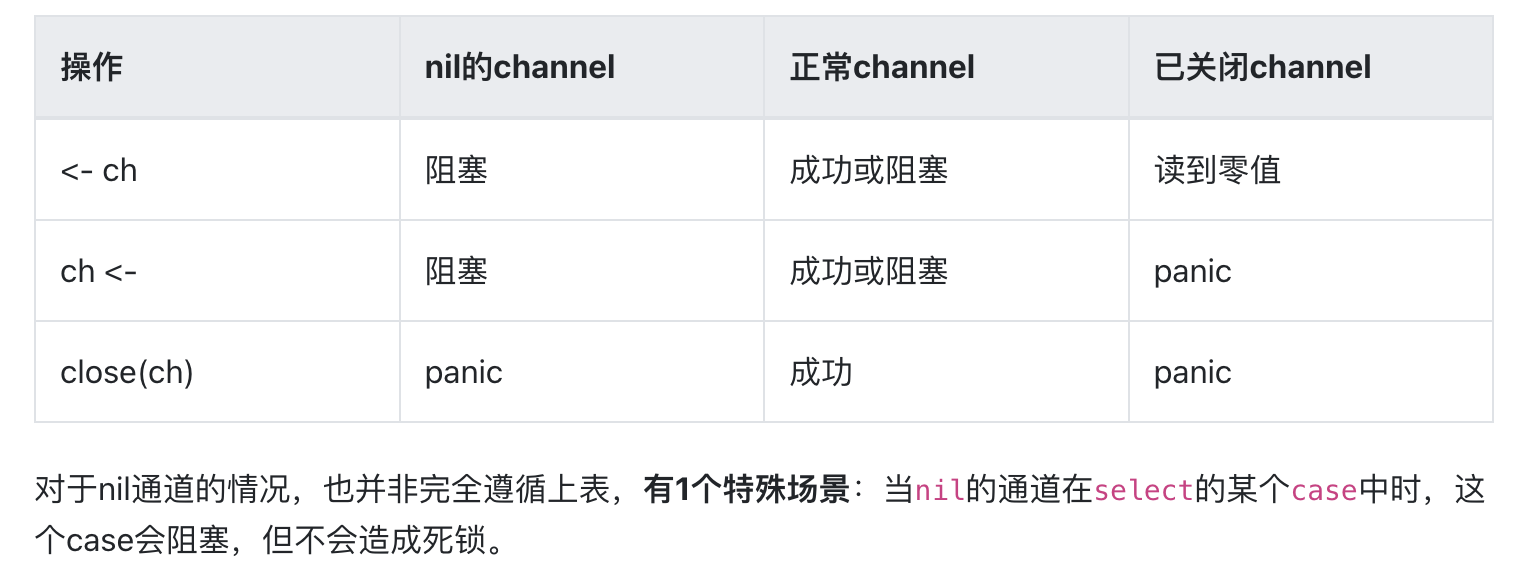 操作 nil的channel 正常channel 已关闭channel
<- ch 阻塞 成功或阻塞 读到零值
ch <- 阻塞 成功或阻塞 panic
close(ch) panic 成功 panic
对于nil通道的情况，也并非完全遵循上表，有1个特殊场景：当nil的通道在select的某个case中时，这
个case会阻塞，但不会造成死锁。